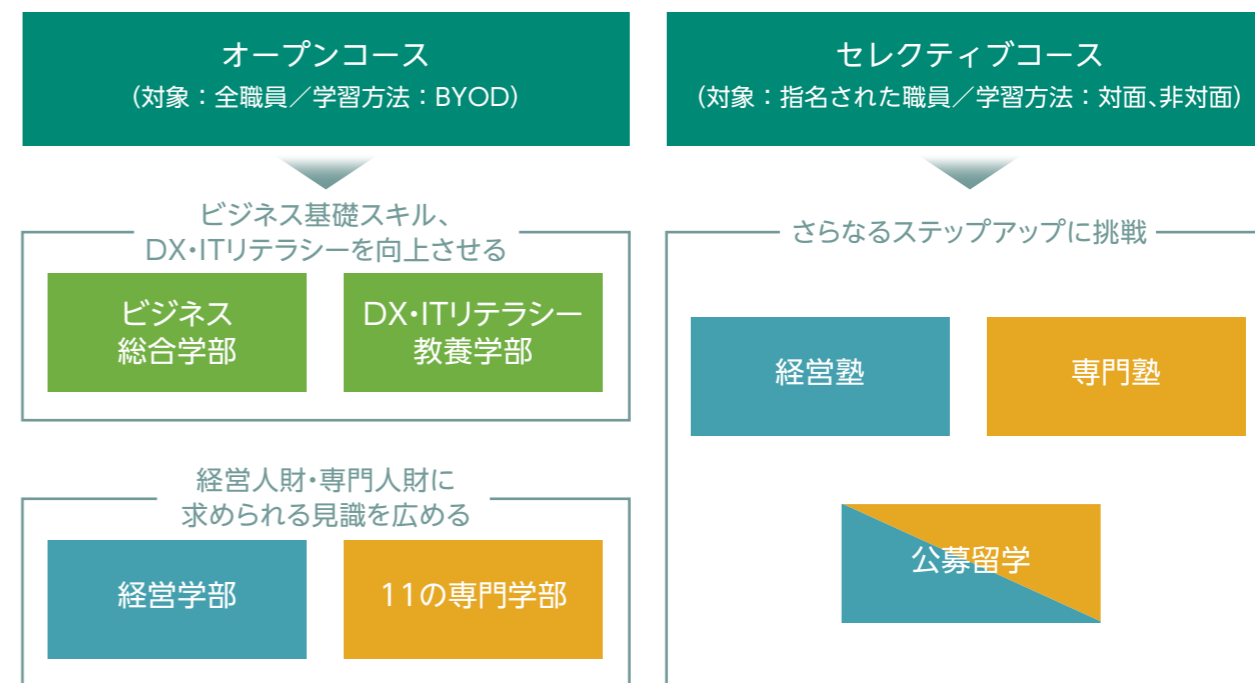 オープンコース
(対象：全職員／学習方法：BYOD)
ビジネス基礎スキル、
DX・ITリテラシーを向上させる
ビジネス
総合学部
DX・ITリテラシー
教養学部
経営人財・専門人財に
求められる見識を広める
経営学部
11の専門学部
セレクティブコース
(対象：指名された職員／学習方法：対面、非対面)
さらなるステップアップに挑戦
経営塾
専門塾
公募留学